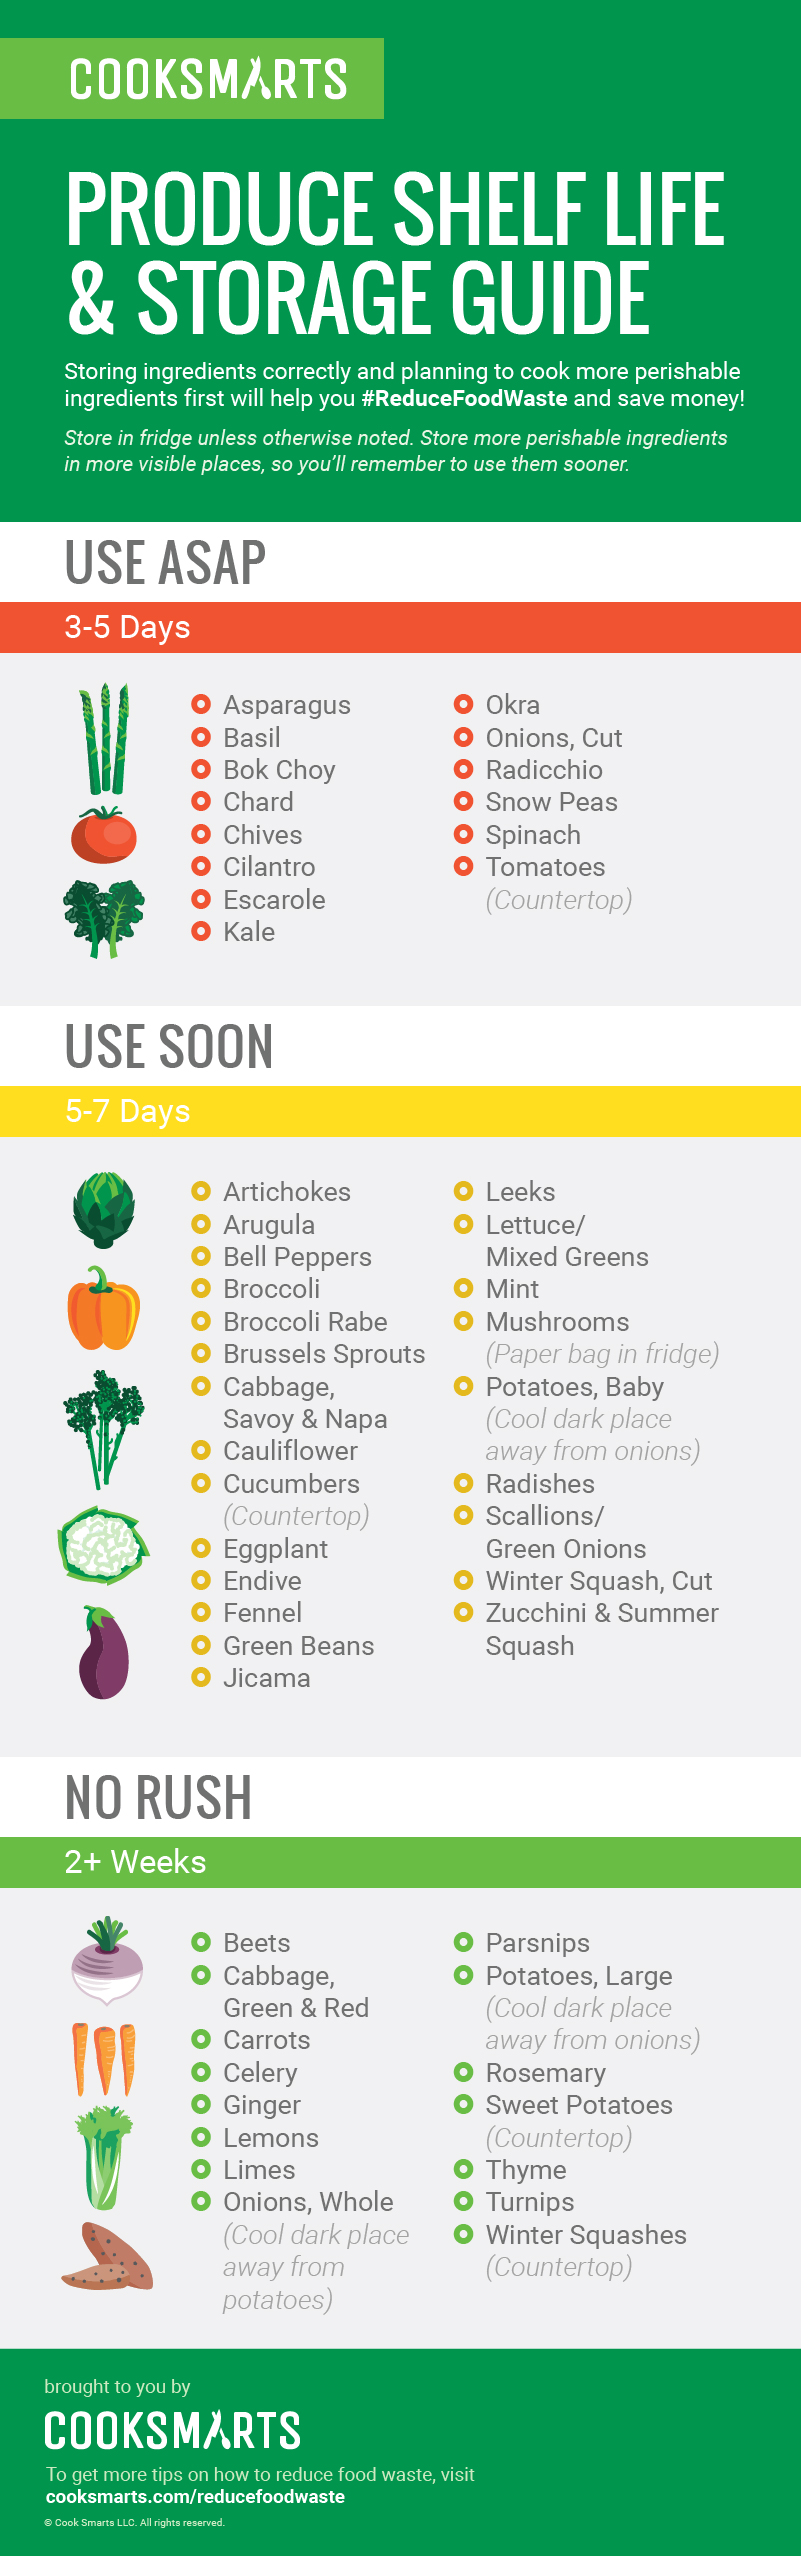 COOKSMARTS
PRODUCE SHELF LIFE
& STORAGE GUIDE
Storing ingredients correctly and planning to cook more perishable
ingredients first will help you #ReduceFoodWaste and save money!
Store in fridge unless otherwise noted. Store more perishable ingredients
in more visible places, so you'll remember to use them sooner.
USE ASAP
3-5 Days
Asparagus
Basil
Bok Choy
Chard
Chives
Cilantro
Escarole
Kale
Okra
Onions, Cut
Radicchio
Snow Peas
Spinach
Tomatoes
(Countertop)
USE SOON
5-7 Days
Artichokes
Arugula
Bell Peppers
Broccoli
Broccoli Rabe
Brussels Sprouts
Cabbage,
Savoy & Napa
Cauliflower
Cucumbers
(Countertop)
Eggplant
Endive
Fennel
Green Beans
Jicama
Leeks
Lettuce/
Mixed Greens
Mint
Mushrooms
(Paper bag in fridge)
Potatoes, Baby
(Cool dark place
away from onions)
Radishes
Scallions/
Green Onions
Winter Squash, Cut
Zucchini & Summer
Squash
NO RUSH
2+ Weeks
Beets
Cabbage,
Green & Red
Carrots
Celery
Ginger
Lemons
Limes
Onions, Whole
(Cool dark place
away from
potatoes)
Parsnips
Potatoes, Large
(Cool dark place
away from onions)
Rosemary
Sweet Potatoes
(Countertop)
Thyme
Turnips
Winter Squashes
(Countertop)
brought to you by
COOKSMARTS
To get more tips on how to reduce food waste, visit
cooksmarts.com/reducefoodwaste
© Cook Smarts LLC. All rights reserved.